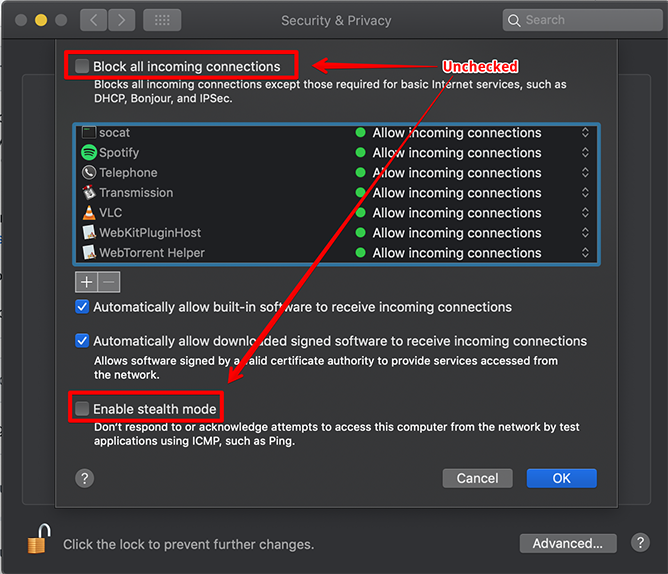 Security & Privacy
Search
Block all incoming connections
Unchecked
Blocks all incoming connections except those required for basic Internet services, such as
DHCP, Bonjour, and IPSec.
socat Allow incoming connections
Spotify Allow incoming connections
Telephone Allow incoming connections
Transmission Allow incoming connections
VLC Allow incoming connections
WebKitPluginHost Allow incoming connections
WebTorrent Helper Allow incoming connections
+ −
Automatically allow built-in software to receive incoming connections
Automatically allow downloaded signed software to receive incoming connections
Allows software signed by a valid certificate authority to provide services accessed from
the network.
Enable stealth mode
Don't respond to or acknowledge attempts to access this computer from the network by test
applications using ICMP, such as Ping.
? Cancel OK
Click the lock to prevent further changes. Advanced... ?